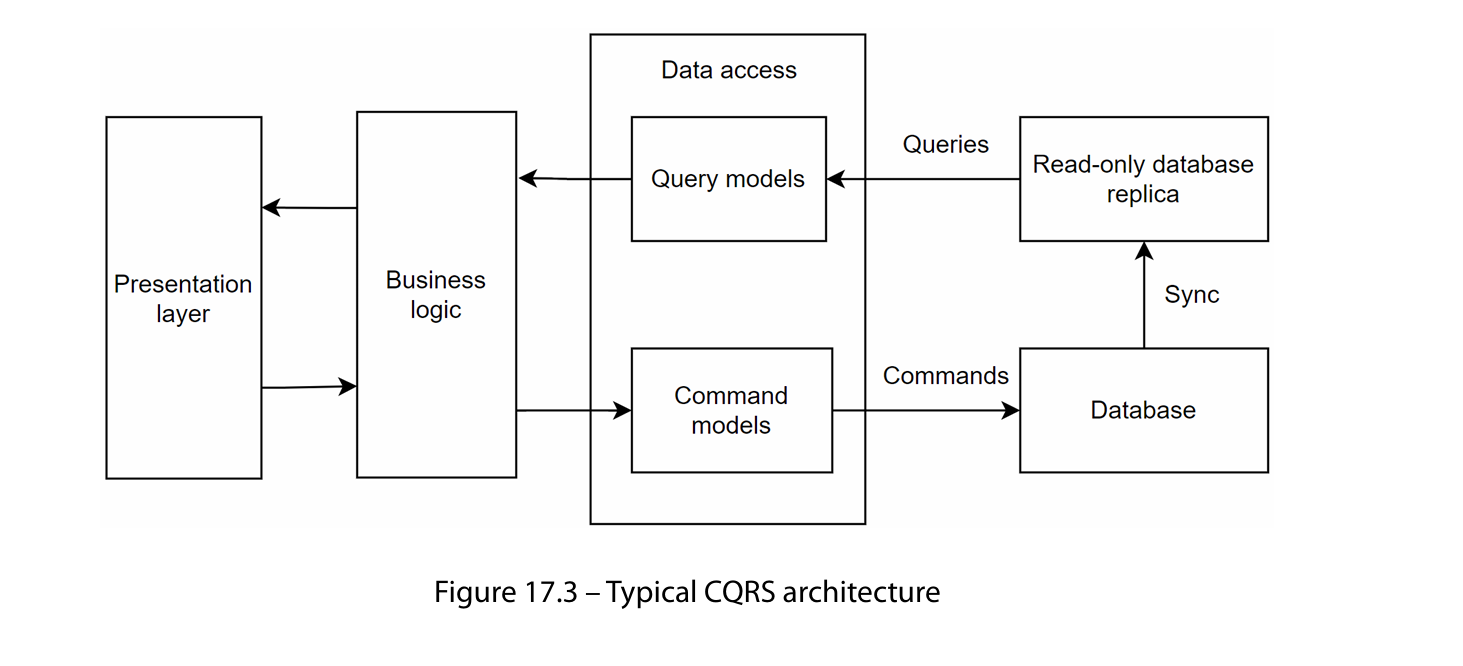 Data access
Presentation
layer
Business
logic
Query models
Queries
Read-only database
replica
Sync
Command
models
Commands
Database
Figure 17.3 – Typical CQRS architecture